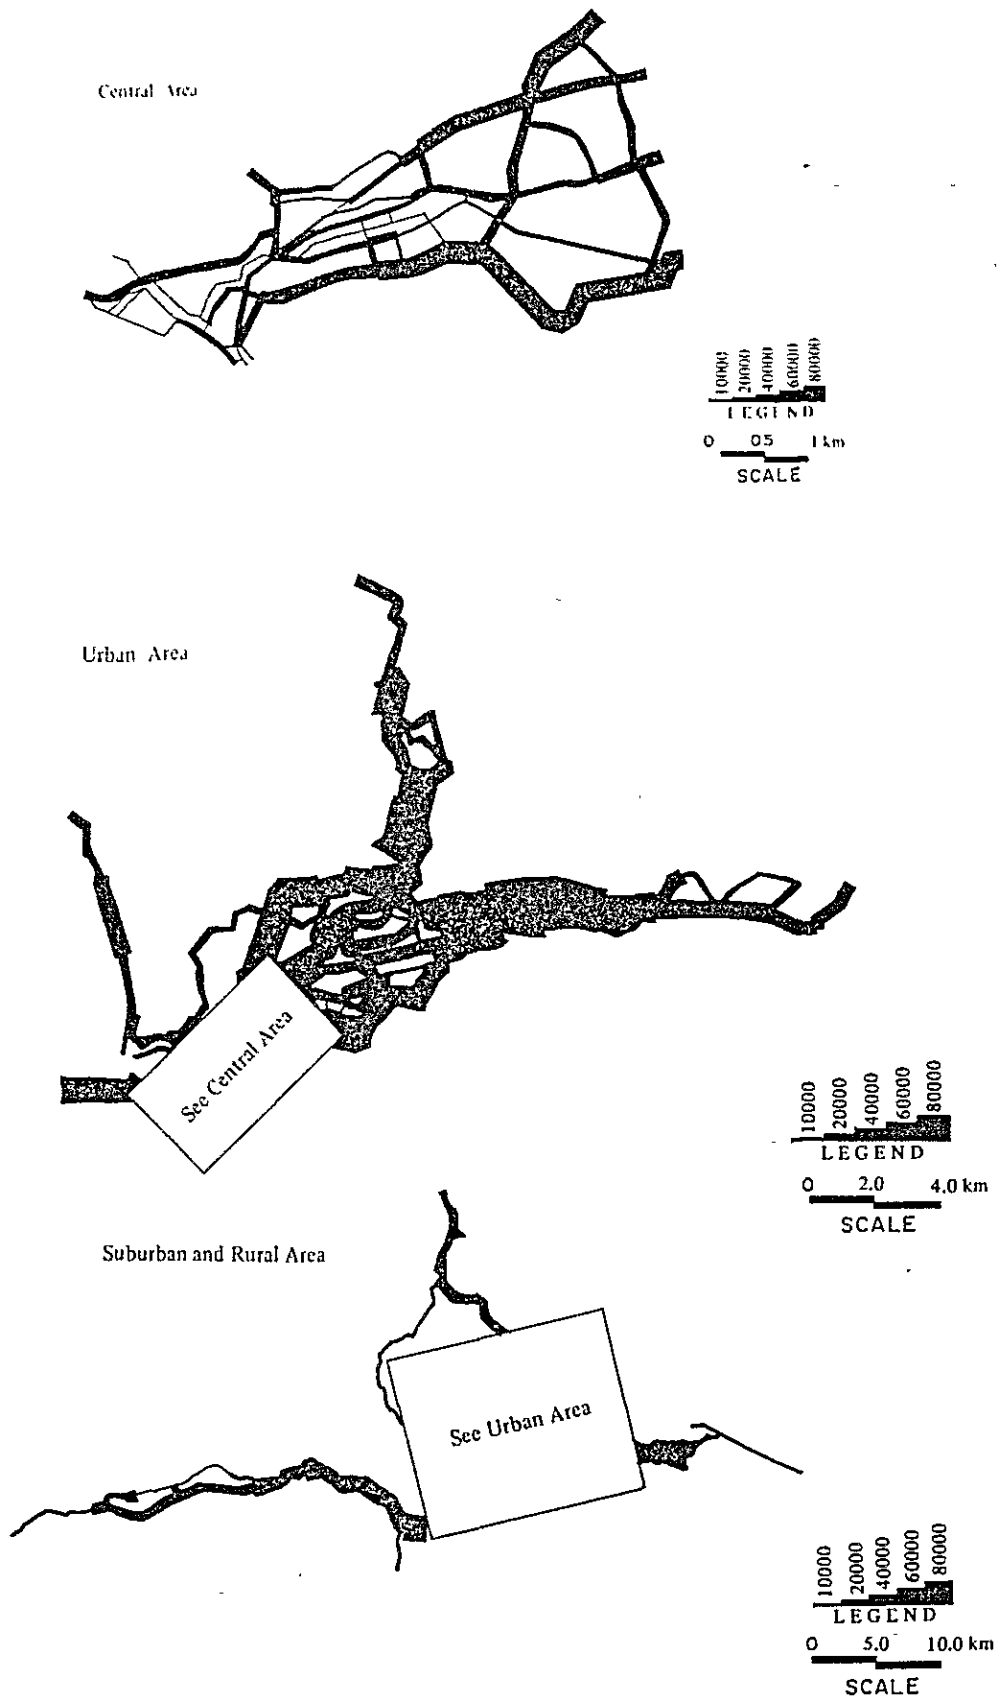 Central Area
10000 20000 40000 60000 80000
LEGEND
0 0.5 1 km
SCALE
Urban Area
See Central Area
10000 20000 40000 60000 80000
LEGEND
0 2.0 4.0 km
SCALE
Suburban and Rural Area
See Urban Area
10000 20000 40000 60000 80000
LEGEND
0 5.0 10.0 km
SCALE